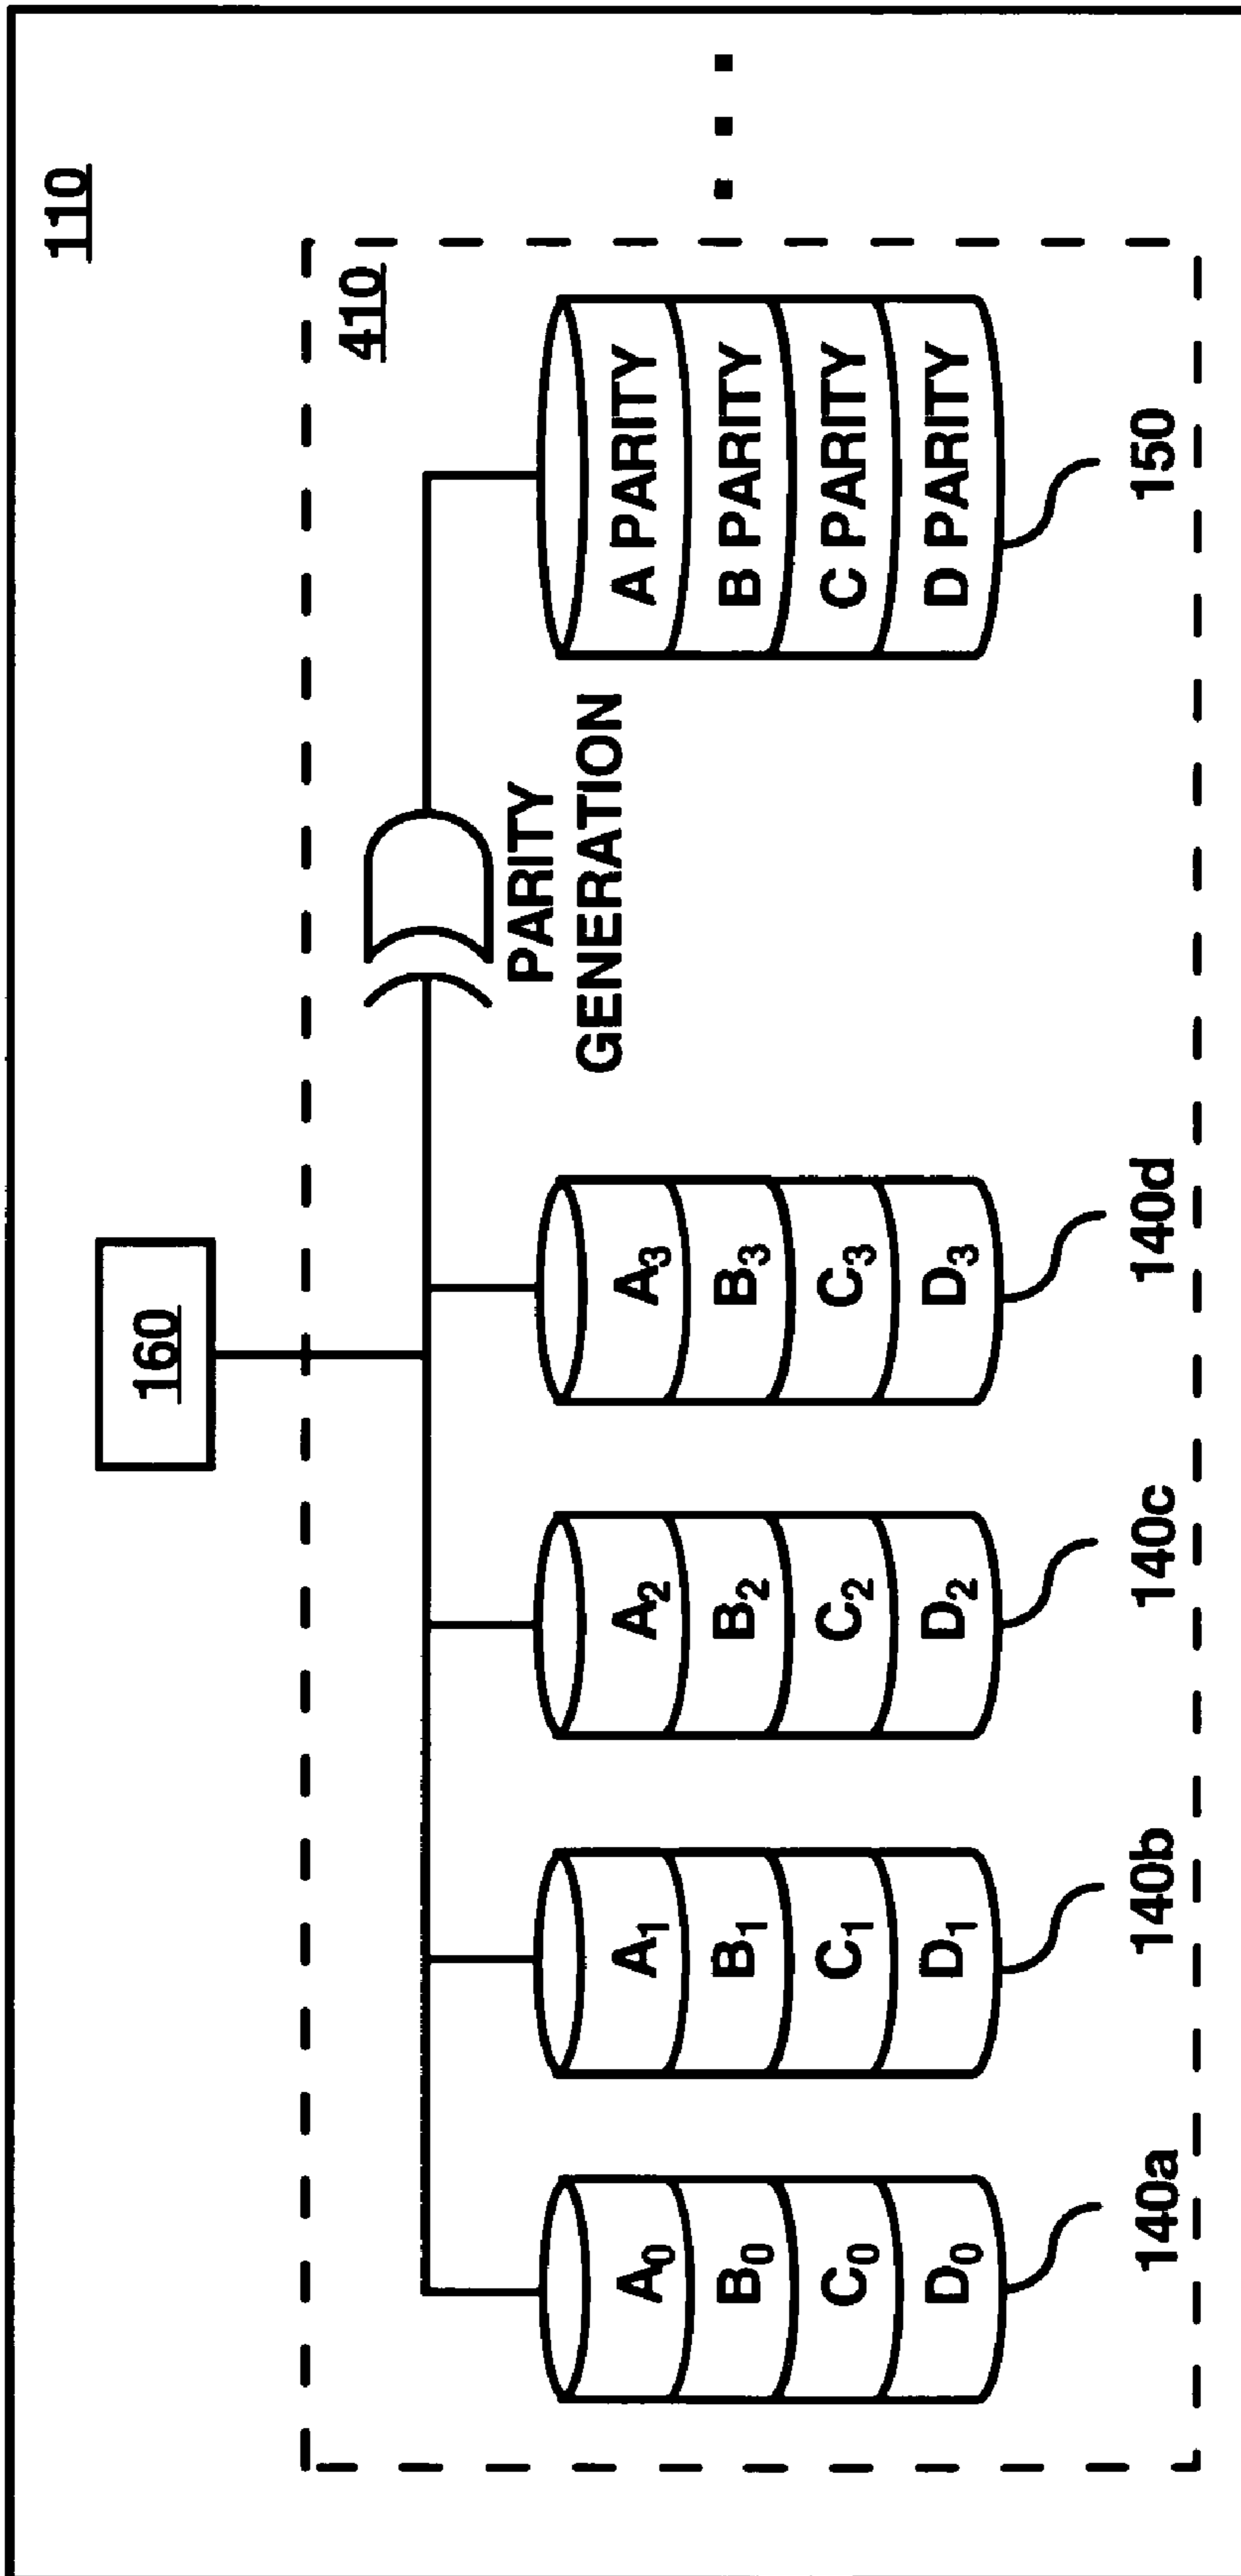 110
160
410
PARITY
GENERATION
A0
B0
C0
D0
A1
B1
C1
D1
A2
B2
C2
D2
A3
B3
C3
D3
A PARITY
B PARITY
C PARITY
D PARITY
140a
140b
140c
140d
150